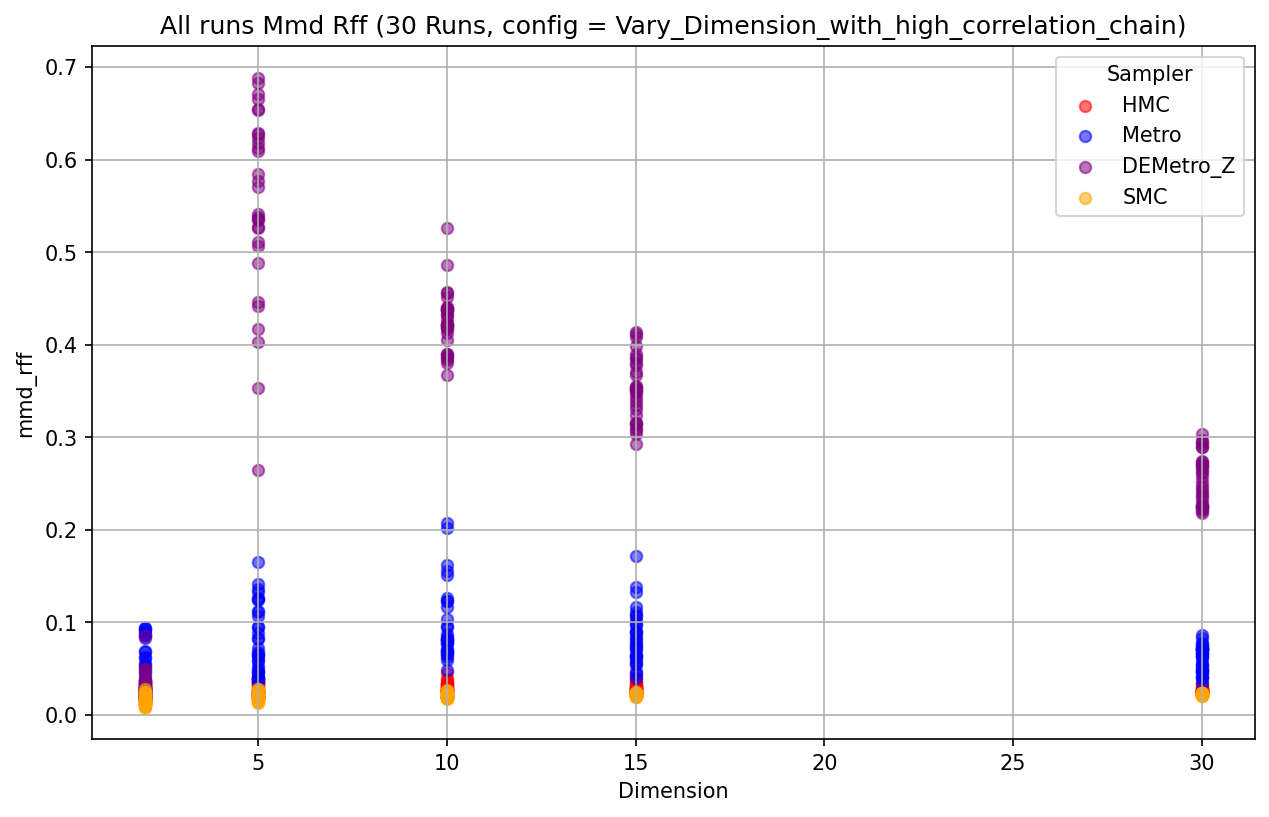 All runs Mmd Rff (30 Runs, config = Vary_Dimension_with_high_correlation_chain)
0.7
0.6
0.5
0.4
0.3
0.2
0.1
0.0
mmd_rff
Sampler
HMC
Metro
DEMetro_Z
SMC
5
10
15
20
25
30
Dimension